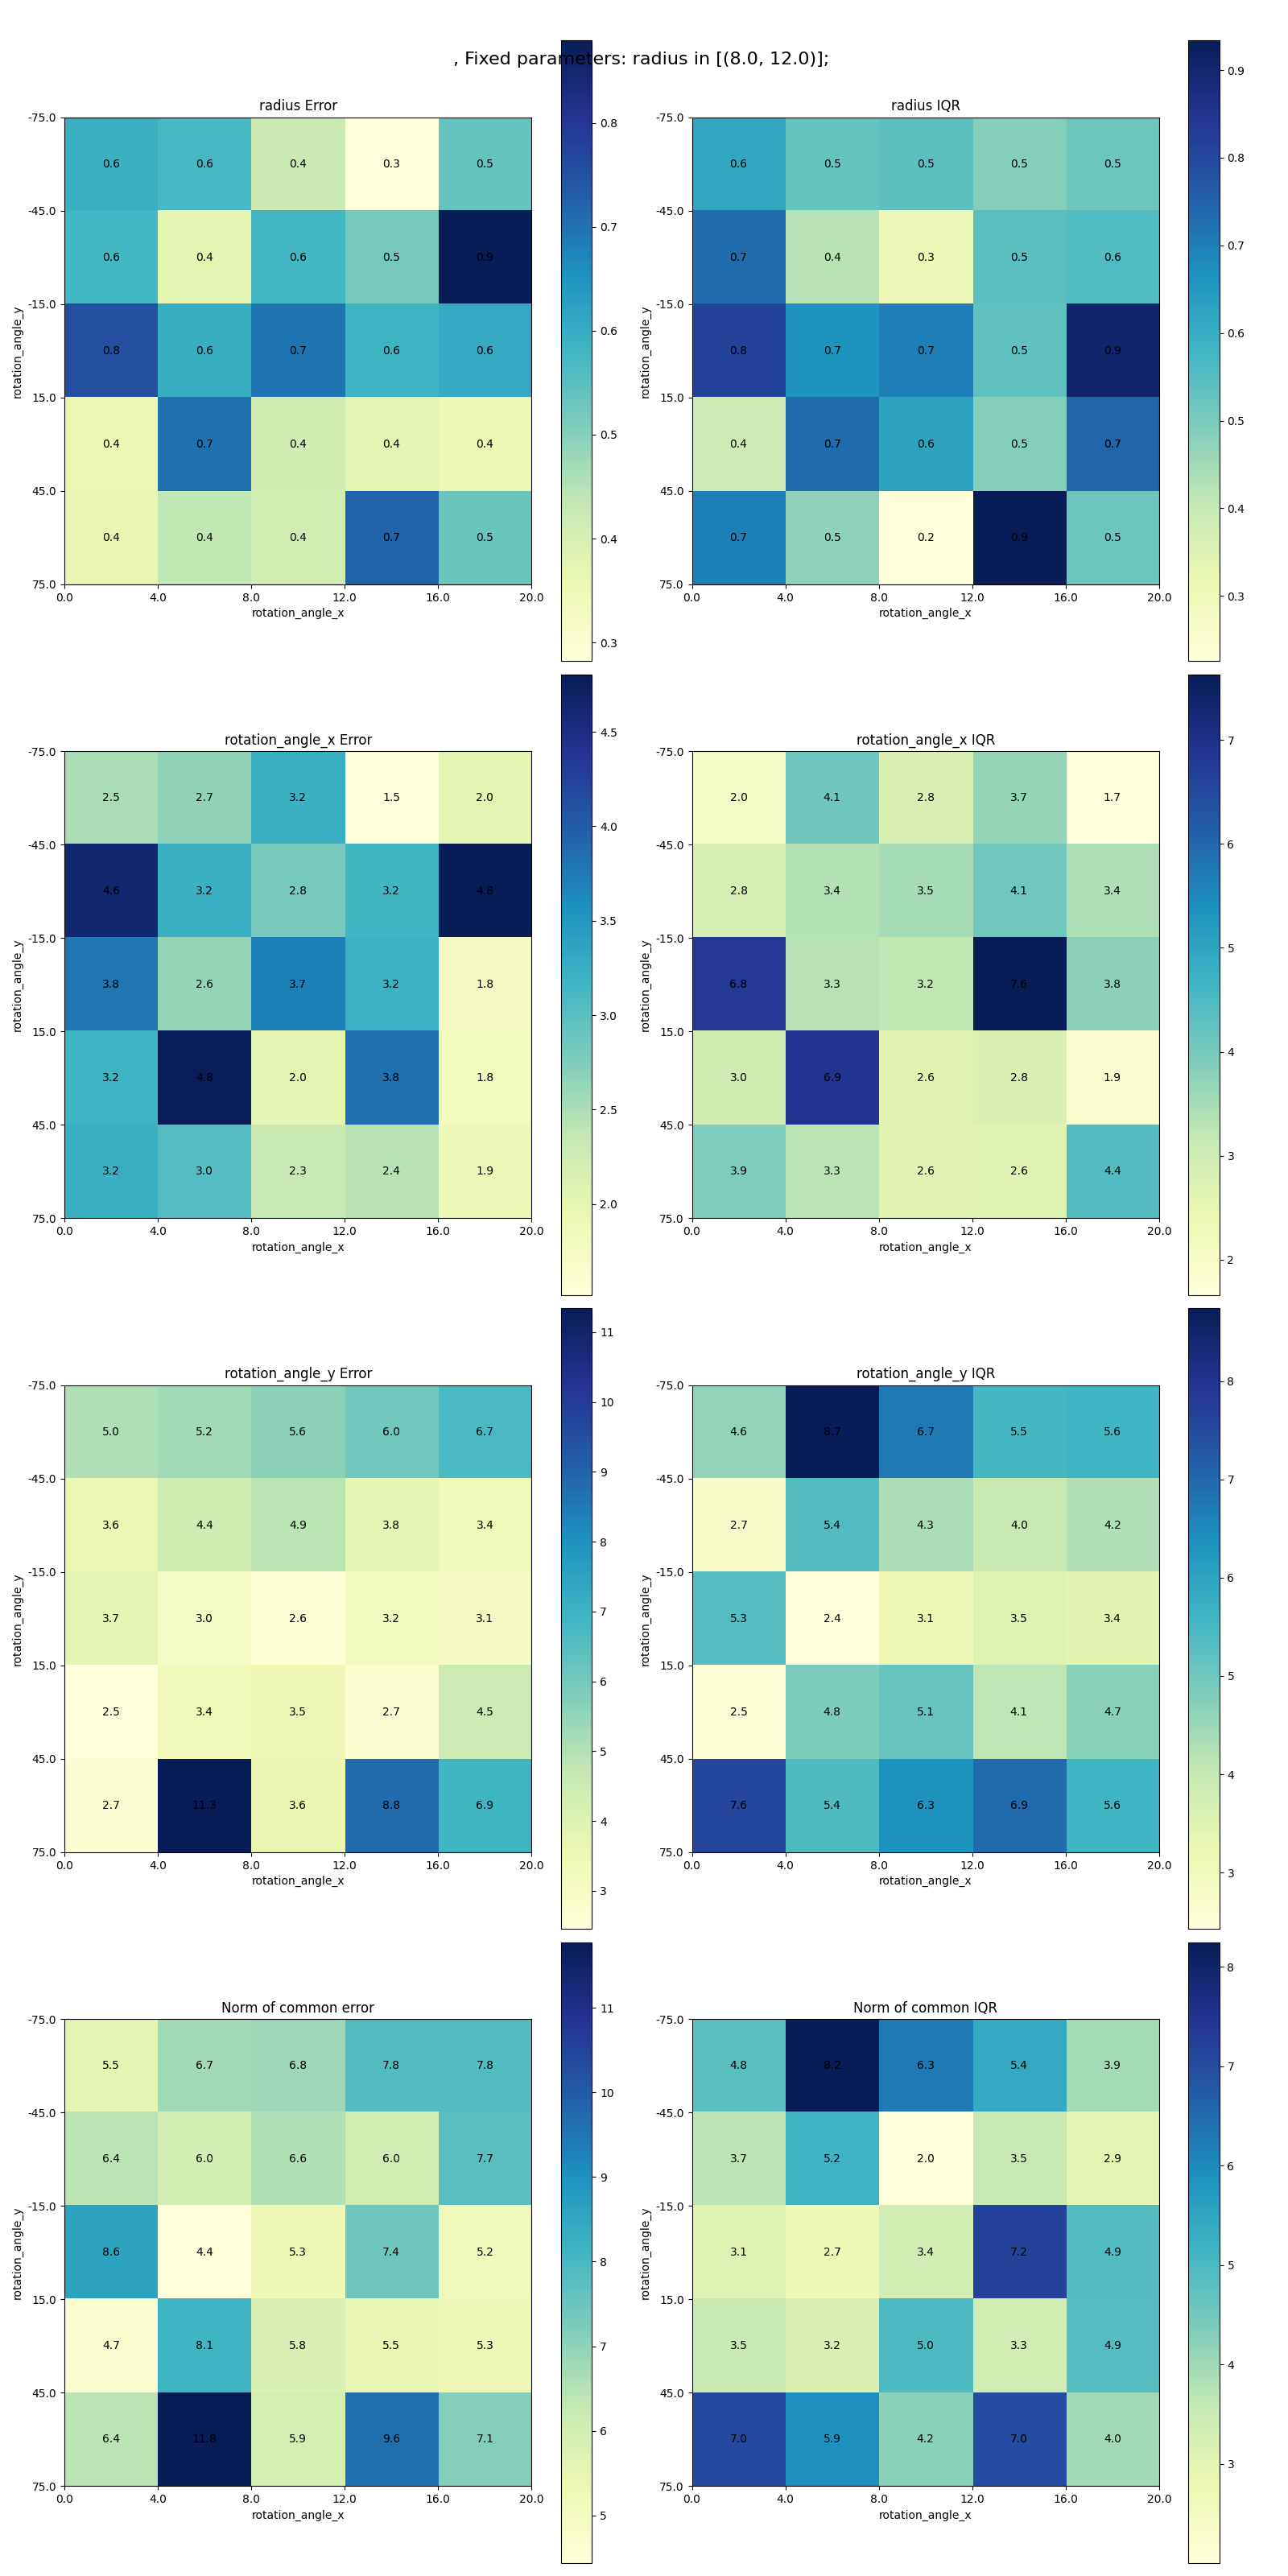 , Fixed parameters: radius in [(8.0, 12.0)];
radius Error
radius IQR
-75.0
0.6 0.6 0.4 0.3 0.5
-45.0
0.6 0.4 0.6 0.5 0.9
-15.0
0.8 0.6 0.7 0.6 0.6
15.0
0.4 0.7 0.4 0.4 0.4
45.0
0.4 0.4 0.4 0.7 0.5
75.0
0.0 4.0 8.0 12.0 16.0 20.0
rotation_angle_x
rotation_angle_y
0.8
0.7
0.6
0.5
0.4
0.3
-75.0
0.6 0.5 0.5 0.5 0.5
-45.0
0.7 0.4 0.3 0.5 0.6
-15.0
0.8 0.7 0.7 0.5 0.9
15.0
0.4 0.7 0.6 0.5 0.7
45.0
0.7 0.5 0.2 0.9 0.5
75.0
0.0 4.0 8.0 12.0 16.0 20.0
rotation_angle_x
rotation_angle_y
0.9
0.8
0.7
0.6
0.5
0.4
0.3
rotation_angle_x Error
rotation_angle_x IQR
-75.0
2.5 2.7 3.2 1.5 2.0
-45.0
4.6 3.2 2.8 3.2 4.8
-15.0
3.8 2.6 3.7 3.2 1.8
15.0
3.2 4.8 2.0 3.8 1.8
45.0
3.2 3.0 2.3 2.4 1.9
75.0
0.0 4.0 8.0 12.0 16.0 20.0
rotation_angle_x
rotation_angle_y
4.5
4.0
3.5
3.0
2.5
2.0
-75.0
2.0 4.1 2.8 3.7 1.7
-45.0
2.8 3.4 3.5 4.1 3.4
-15.0
6.8 3.3 3.2 7.6 3.8
15.0
3.0 6.9 2.6 2.8 1.9
45.0
3.9 3.3 2.6 2.6 4.4
75.0
0.0 4.0 8.0 12.0 16.0 20.0
rotation_angle_x
rotation_angle_y
7
6
5
4
3
2
rotation_angle_y Error
rotation_angle_y IQR
-75.0
5.0 5.2 5.6 6.0 6.7
-45.0
3.6 4.4 4.9 3.8 3.4
-15.0
3.7 3.0 2.6 3.2 3.1
15.0
2.5 3.4 3.5 2.7 4.5
45.0
2.7 11.3 3.6 8.8 6.9
75.0
0.0 4.0 8.0 12.0 16.0 20.0
rotation_angle_x
rotation_angle_y
11
10
9
8
7
6
5
4
3
-75.0
4.6 8.7 6.7 5.5 5.6
-45.0
2.7 5.4 4.3 4.0 4.2
-15.0
5.3 2.4 3.1 3.5 3.4
15.0
2.5 4.8 5.1 4.1 4.7
45.0
7.6 5.4 6.3 6.9 5.6
75.0
0.0 4.0 8.0 12.0 16.0 20.0
rotation_angle_x
rotation_angle_y
8
7
6
5
4
3
Norm of common error
Norm of common IQR
-75.0
5.5 6.7 6.8 7.8 7.8
-45.0
6.4 6.0 6.6 6.0 7.7
-15.0
8.6 4.4 5.3 7.4 5.2
15.0
4.7 8.1 5.8 5.5 5.3
45.0
6.4 11.8 5.9 9.6 7.1
75.0
0.0 4.0 8.0 12.0 16.0 20.0
rotation_angle_x
rotation_angle_y
11
10
9
8
7
6
5
-75.0
4.8 8.2 6.3 5.4 3.9
-45.0
3.7 5.2 2.0 3.5 2.9
-15.0
3.1 2.7 3.4 7.2 4.9
15.0
3.5 3.2 5.0 3.3 4.9
45.0
7.0 5.9 4.2 7.0 4.0
75.0
0.0 4.0 8.0 12.0 16.0 20.0
rotation_angle_x
rotation_angle_y
8
7
6
5
4
3